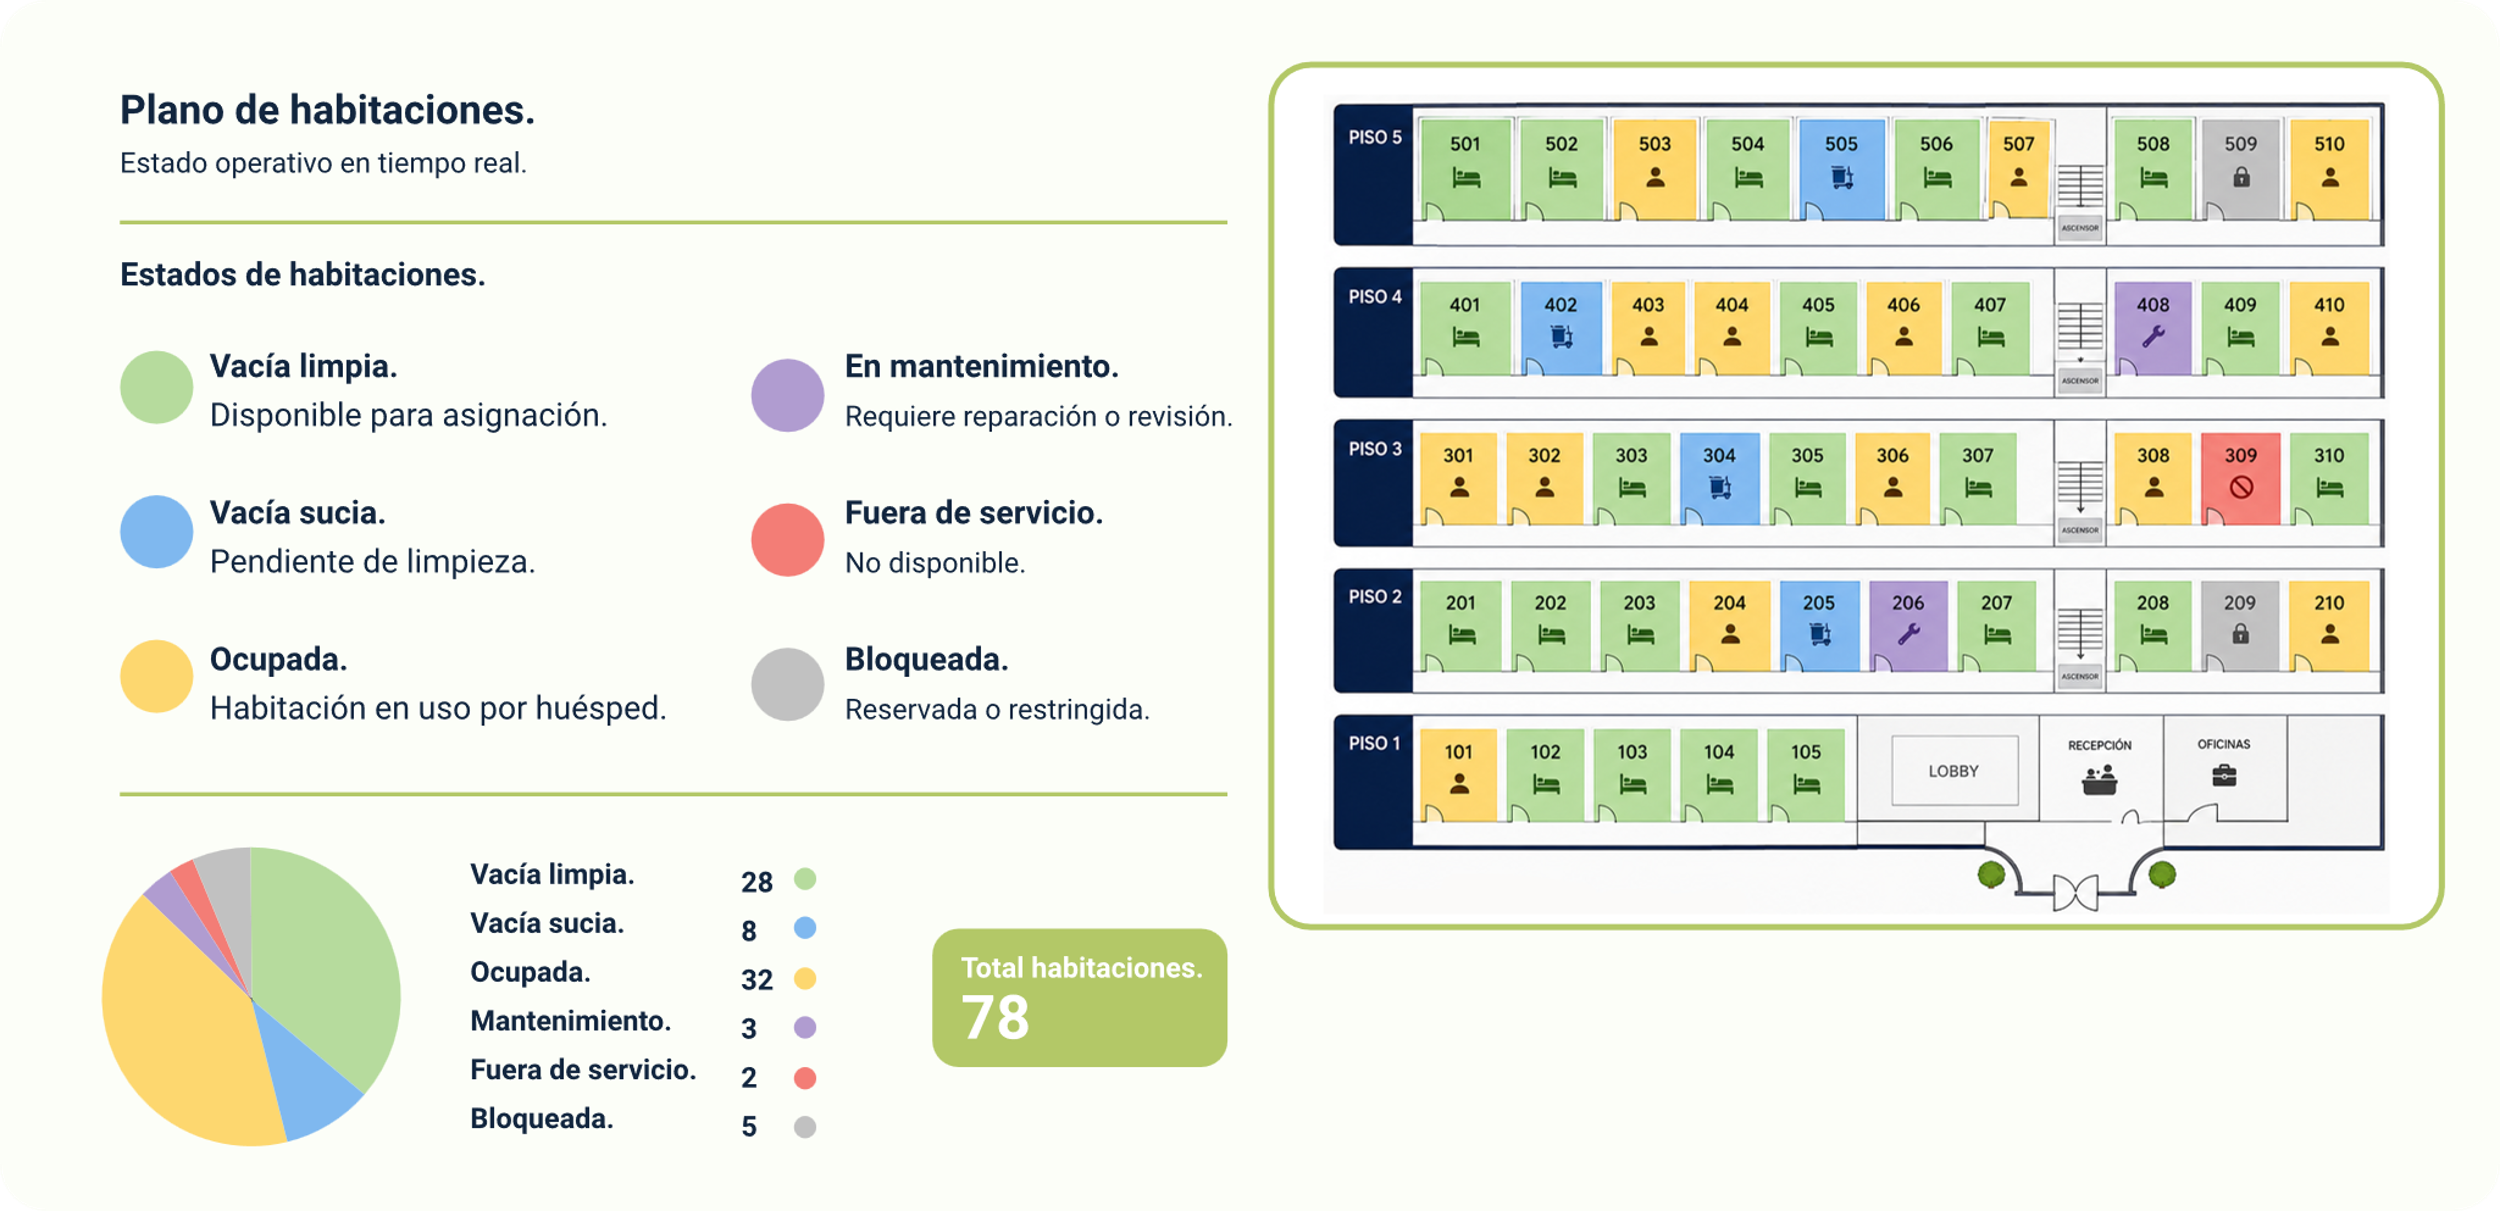 Plano de habitaciones.
Estado operativo en tiempo real.
Estados de habitaciones.
Vacía limpia.
Disponible para asignación.
Vacía sucia.
Pendiente de limpieza.
Ocupada.
Habitación en uso por huésped.
En mantenimiento.
Requiere reparación o revisión.
Fuera de servicio.
No disponible.
Bloqueada.
Reservada o restringida.
Vacía limpia. 28
Vacía sucia. 8
Ocupada. 32
Mantenimiento. 3
Fuera de servicio. 2
Bloqueada. 5
Total habitaciones.
78
PISO 5 501 502 503 504 505 506 507 508 509 510
ASCENSOR
PISO 4 401 402 403 404 405 406 407 408 409 410
ASCENSOR
PISO 3 301 302 303 304 305 306 307 308 309 310
ASCENSOR
PISO 2 201 202 203 204 205 206 207 208 209 210
ASCENSOR
PISO 1 101 102 103 104 105 LOBBY RECEPCIÓN OFICINAS